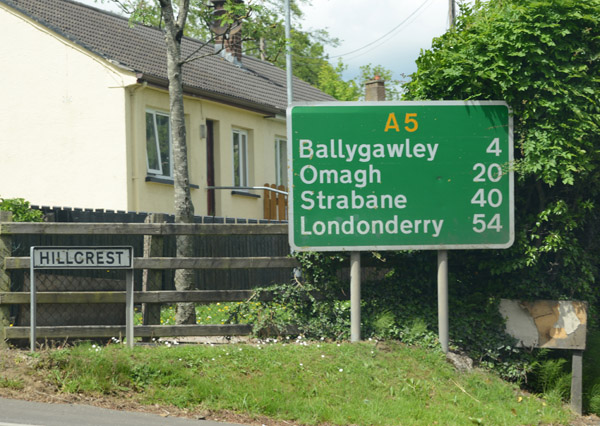 A5
Ballygawley 4
Omagh 20
Strabane 40
Londonderry 54
HILLCREST